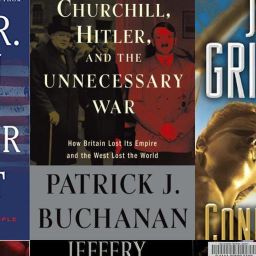 CHURCHILL,
HITLER,
AND THE
UNNECESSARY
WAR
How Britain Lost Its Empire
and the West Lost the World
PATRICK J.
BUCHANAN
JEFFERY
R.
R
J
GRI
CON
PLE